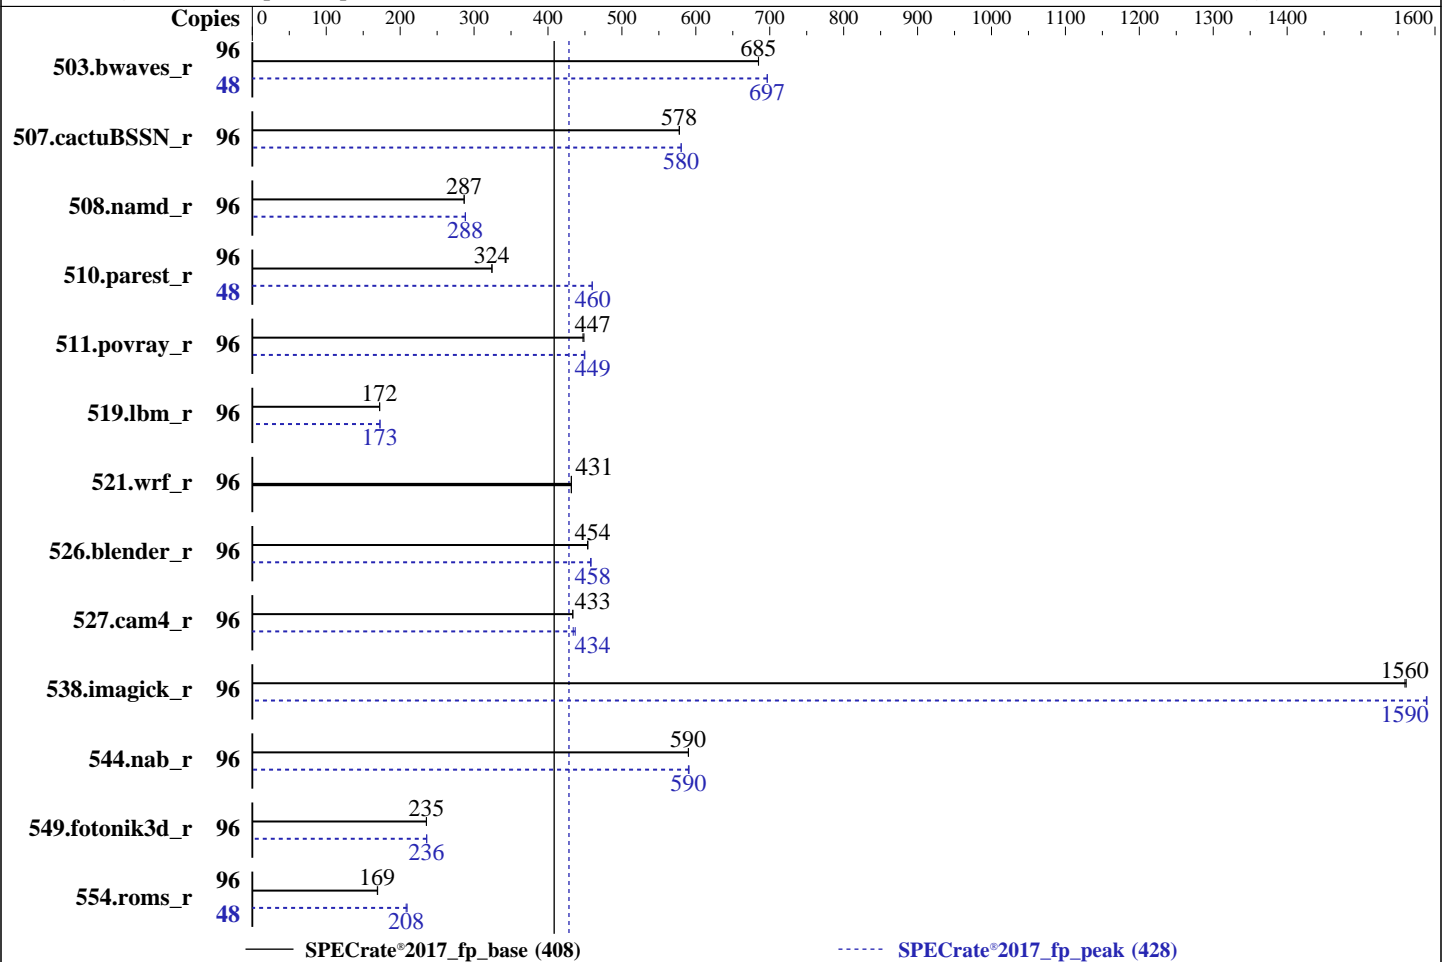 Copies 0 100 200 300 400 500 600 700 800 900 1000 1100 1200 1300 1400 1600
503.bwaves_r 96 685
48 697
507.cactuBSSN_r 96 578
580
508.namd_r 96 287
288
510.parest_r 96 324
48 460
511.povray_r 96 447
449
519.lbm_r 96 172
173
521.wrf_r 96 431
526.blender_r 96 454
458
527.cam4_r 96 433
434
538.imagick_r 96 1560
1590
544.nab_r 96 590
590
549.fotonik3d_r 96 235
236
554.roms_r 96 169
48 208
SPECrate®2017_fp_base (408) SPECrate®2017_fp_peak (428)